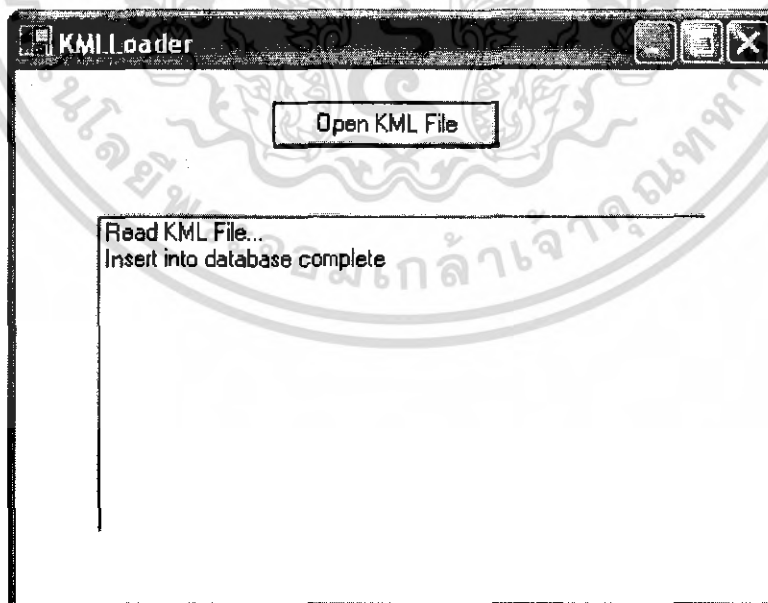 KMLLoader
Open KML File
Read KML File...
Insert into database complete